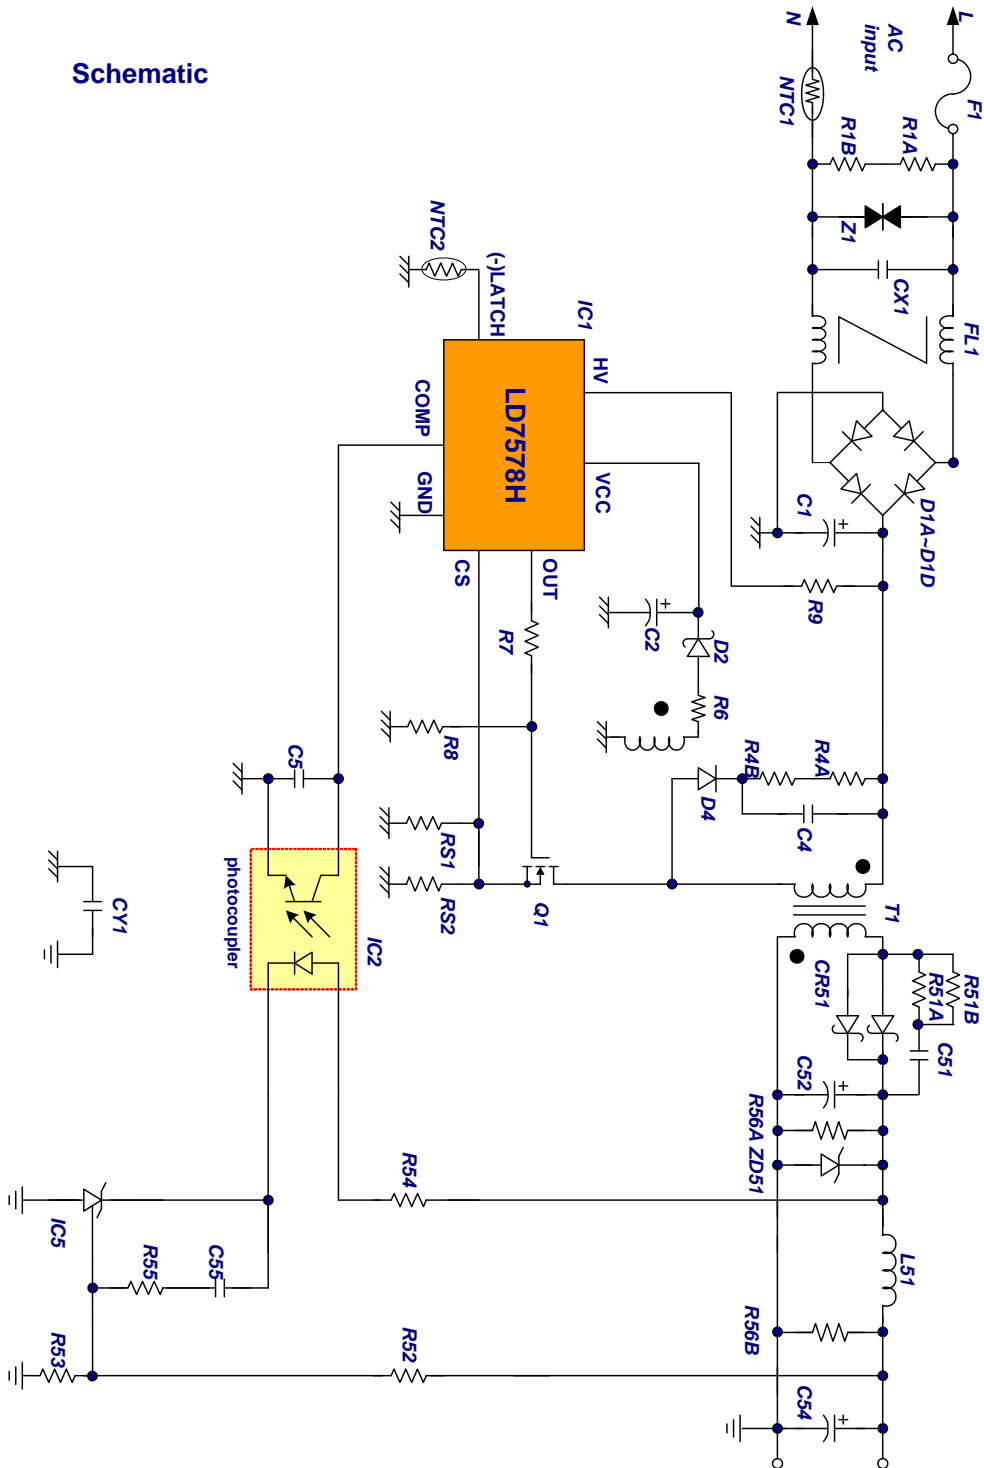 Schematic
N
L
AC
input
F1
NTC1
R1B
R1A
Z1
CX1
FL1
NTC2
(-)LATCH
IC1
HV
COMP
LD7578H
VCC
GND
CS
OUT
D1A~D1D
C1
+
R9
R7
C2
+
D2
R6
R8
R4B
R4A
D4
C4
C5
RS1
RS2
Q1
T1
photocoupler
IC2
CY1
CR51
R51A
R51B
C51
C52
+
R56A
ZD51
R54
L51
IC5
R55
C55
R56B
R53
R52
C54
+